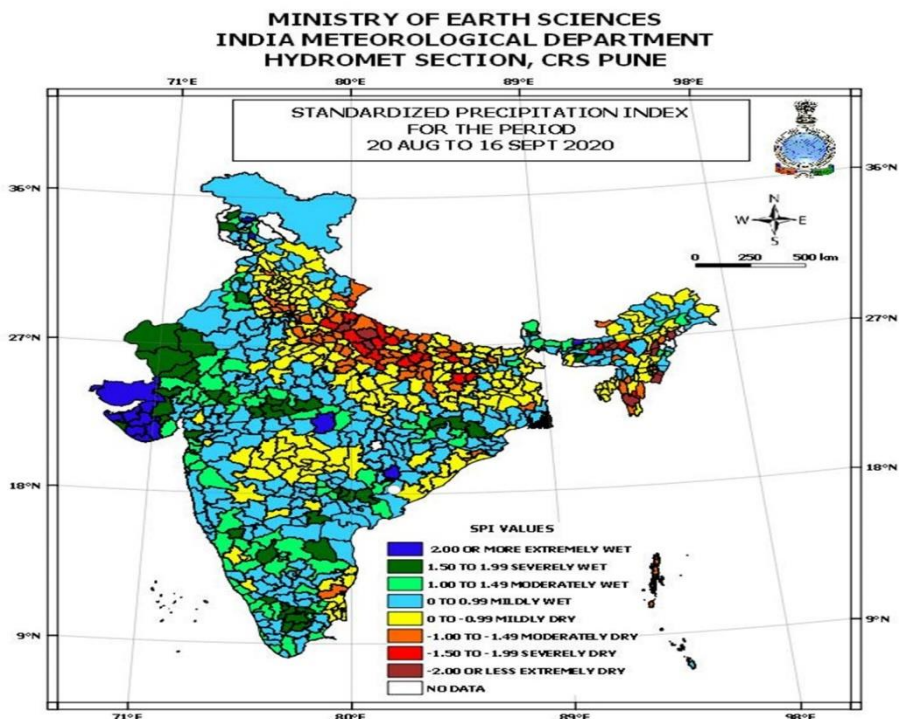 MINISTRY OF EARTH SCIENCES
INDIA METEOROLOGICAL DEPARTMENT
HYDROMET SECTION, CRS PUNE
71°E 80°E 89°E 98°E
STANDARDIZED PRECIPITATION INDEX
FOR THE PERIOD
20 AUG TO 16 SEPT 2020
36°N 36°N
N
W E
S
0 250 500 km
27°N 27°N
18°N 18°N
SPI VALUES
2.00 OR MORE EXTREMELY WET
1.50 TO 1.99 SEVERELY WET
1.00 TO 1.49 MODERATELY WET
0 TO 0.99 MILDLY WET
0 TO -0.99 MILDLY DRY
-1.00 TO -1.49 MODERATELY DRY
-1.50 TO -1.99 SEVERELY DRY
-2.00 OR LESS EXTREMELY DRY
NO DATA
9°N 9°N
71°E 80°E 89°E 98°E